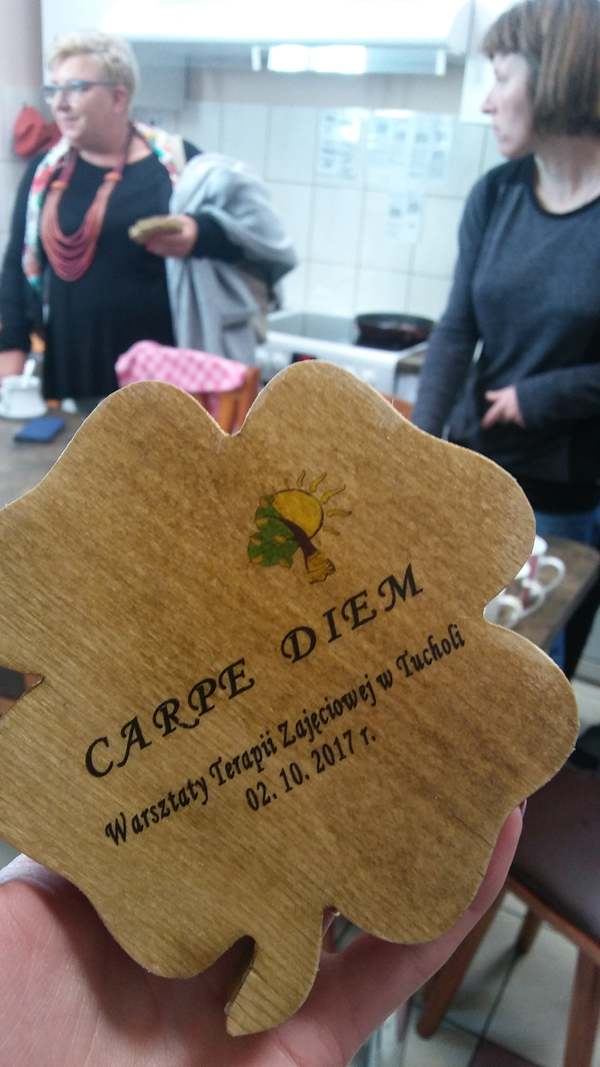 CARPE DIEM
Warsztaty Terapii Zajęciowej w Tucholi
02. 10. 2017 r.